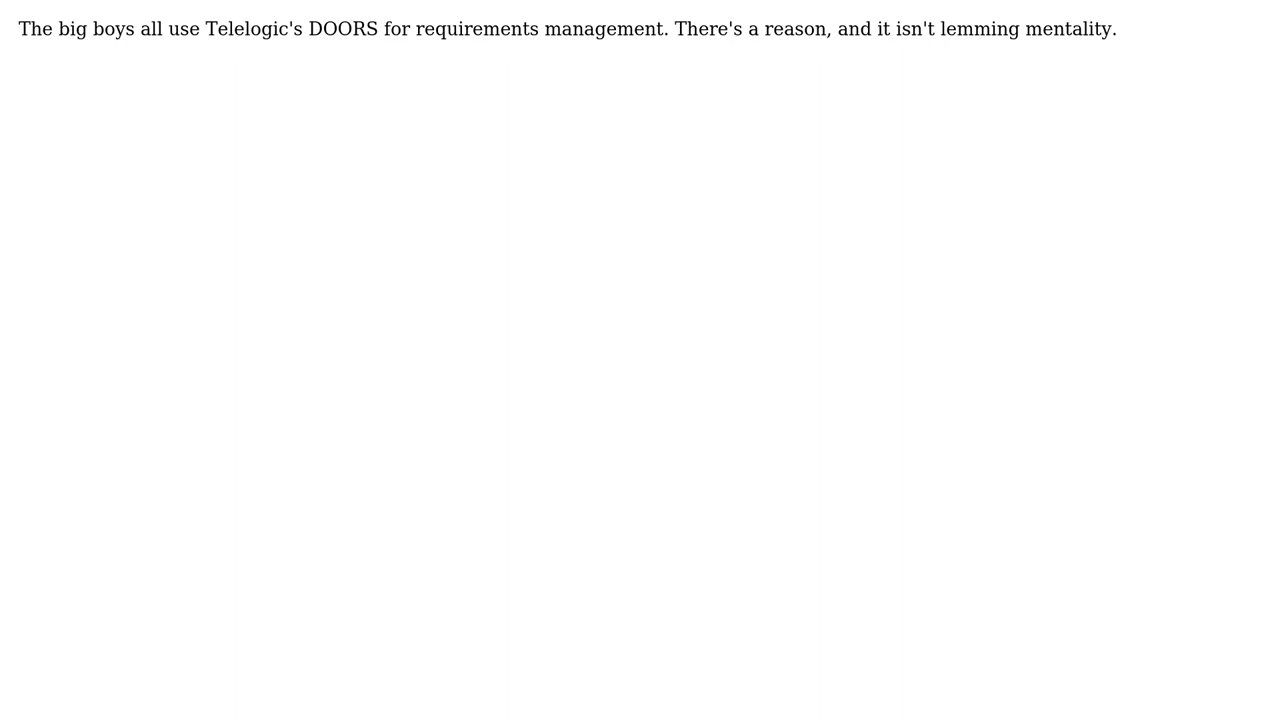 The big boys all use Telelogic's DOORS for requirements management. There's a reason, and it isn't lemming mentality.